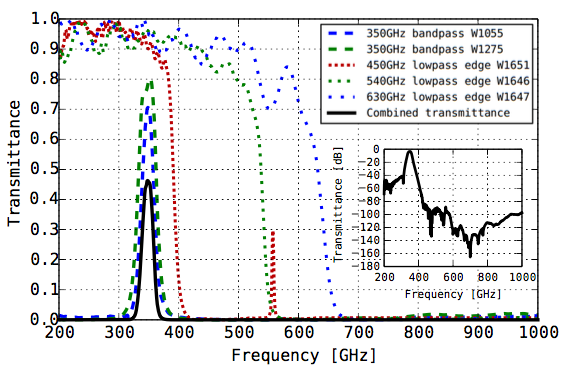 1.0
0.9
0.8
0.7
0.6
0.5
0.4
0.3
0.2
0.1
0.0
Transmittance
200 300 400 500 600 700 800 900 1000
Frequency [GHz]
350GHz bandpass W1055
350GHz bandpass W1275
450GHz lowpass edge W1651
540GHz lowpass edge W1646
630GHz lowpass edge W1647
Combined transmittance
0
−20
−40
−60
−80
−100
−120
−140
−160
−180
Transmittance [dB]
200 400 600 800 1000
Frequency [GHz]